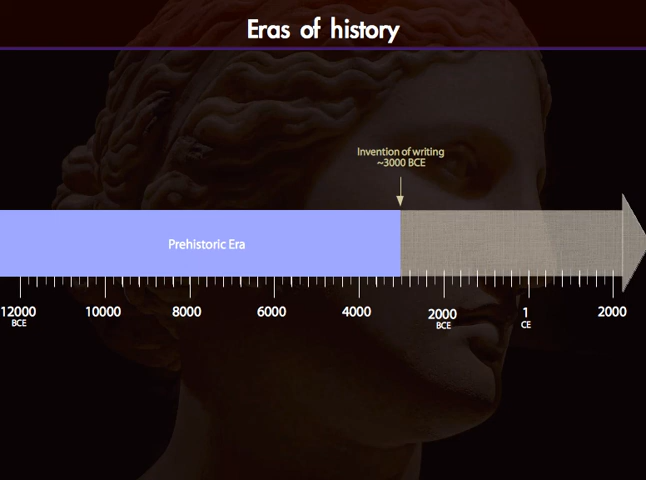 Eras of history
Invention of writing
~3000 BCE
Prehistoric Era
12000 10000 8000 6000 4000 2000 1 2000
BCE BCE CE